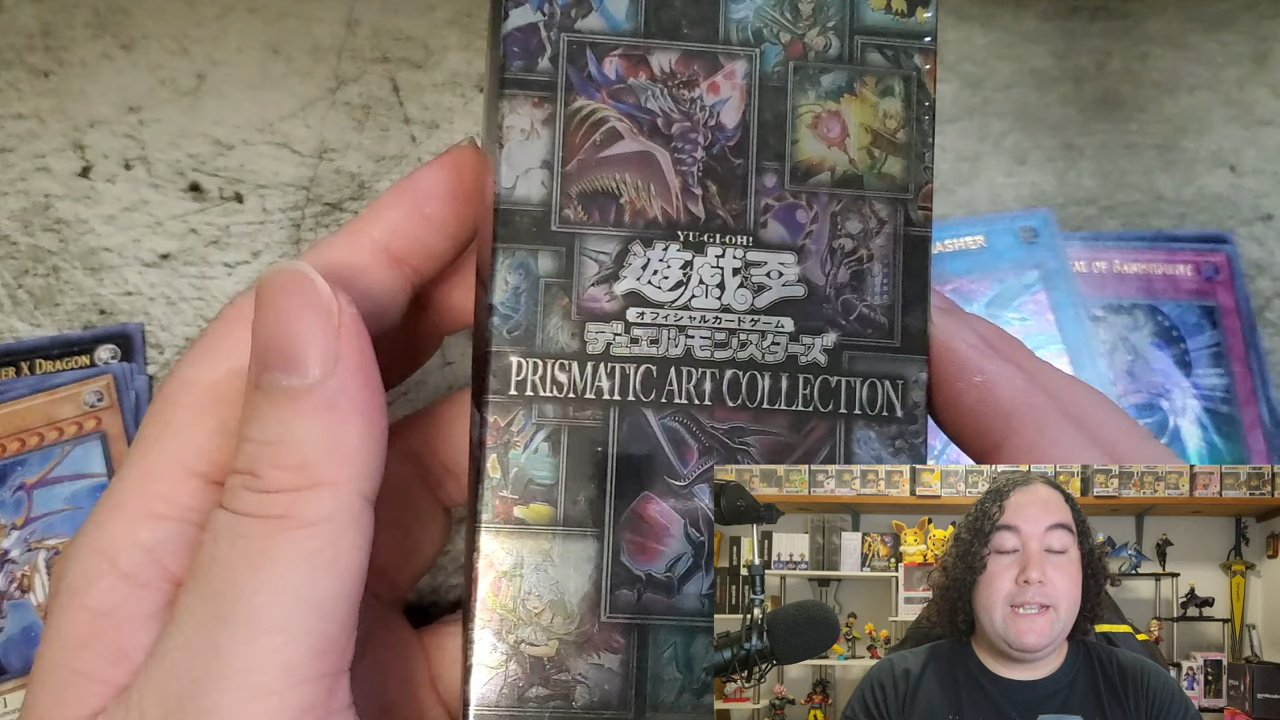 YU-GI-OH!
遊戯王
オフィシャルカードゲーム
デュエルモンスターズ
PRISMATIC ART COLLECTION
ER X DRAGON
ASHER